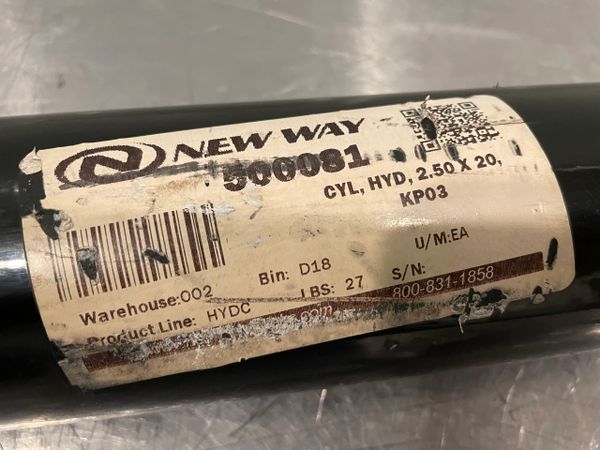 NEW WAY
500081
CYL, HYD, 2.50 X 20,
KP03
U/M:EA
Bin: D18
S/N:
Warehouse:002
LBS: 27
800-831-1858
Product Line: HYDC
.com